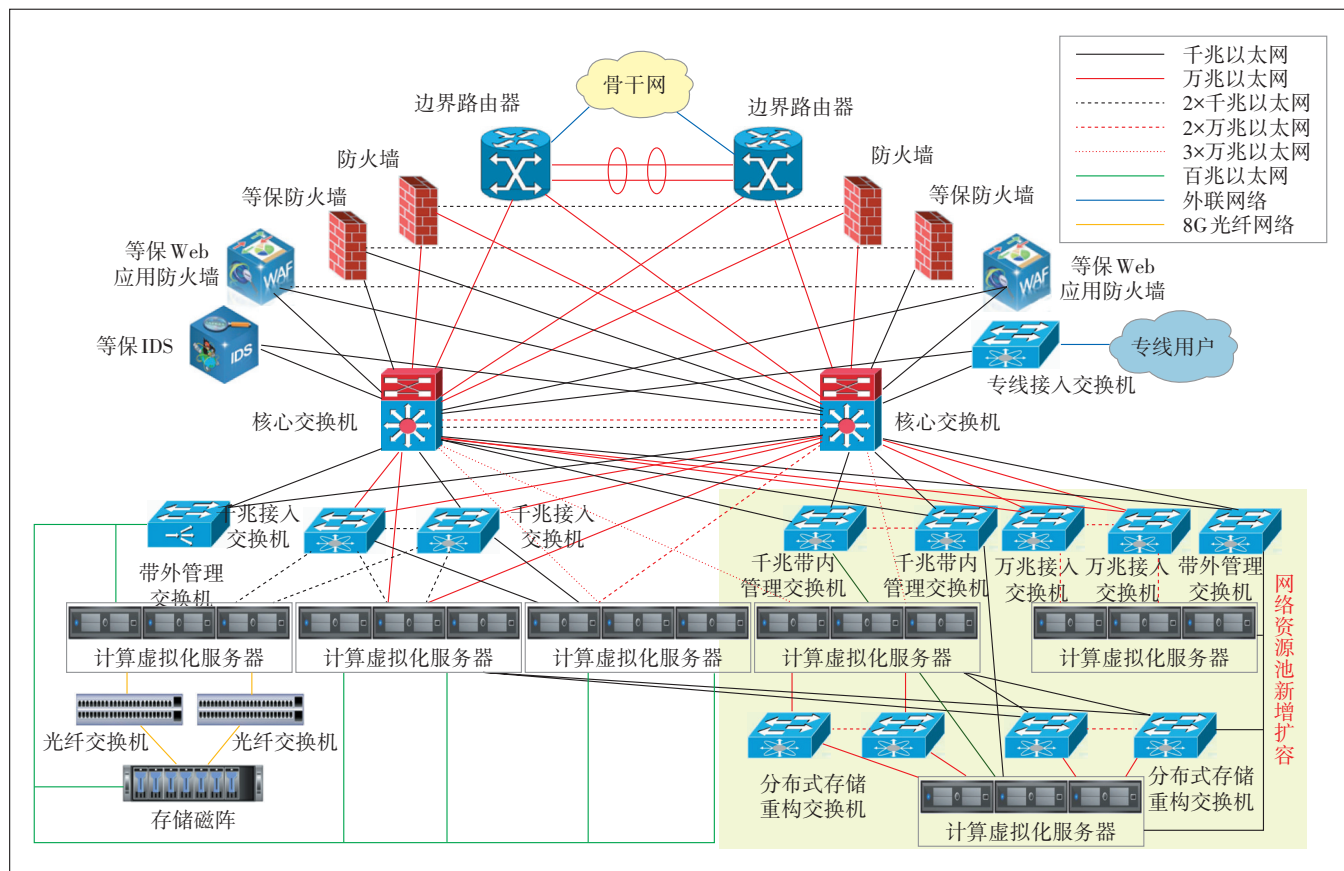 千兆以太网
万兆以太网
2×千兆以太网
2×万兆以太网
3×万兆以太网
百兆以太网
外联网络
8G光纤网络
骨干网
边界路由器
边界路由器
防火墙
防火墙
等保防火墙
等保防火墙
等保Web
应用防火墙
WAF
等保Web
应用防火墙
WAF
等保IDS
IDS
专线用户
专线接入交换机
核心交换机
核心交换机
千兆接入
交换机
千兆接入
交换机
带外管理
交换机
千兆带内
管理交换机
千兆带内
管理交换机
万兆接入
交换机
万兆接入
交换机
带外管理
交换机
网络资源池新增扩容
计算虚拟化服务器
计算虚拟化服务器
计算虚拟化服务器
计算虚拟化服务器
计算虚拟化服务器
光纤交换机
光纤交换机
存储磁阵
分布式存储
重构交换机
分布式存储
重构交换机
计算虚拟化服务器